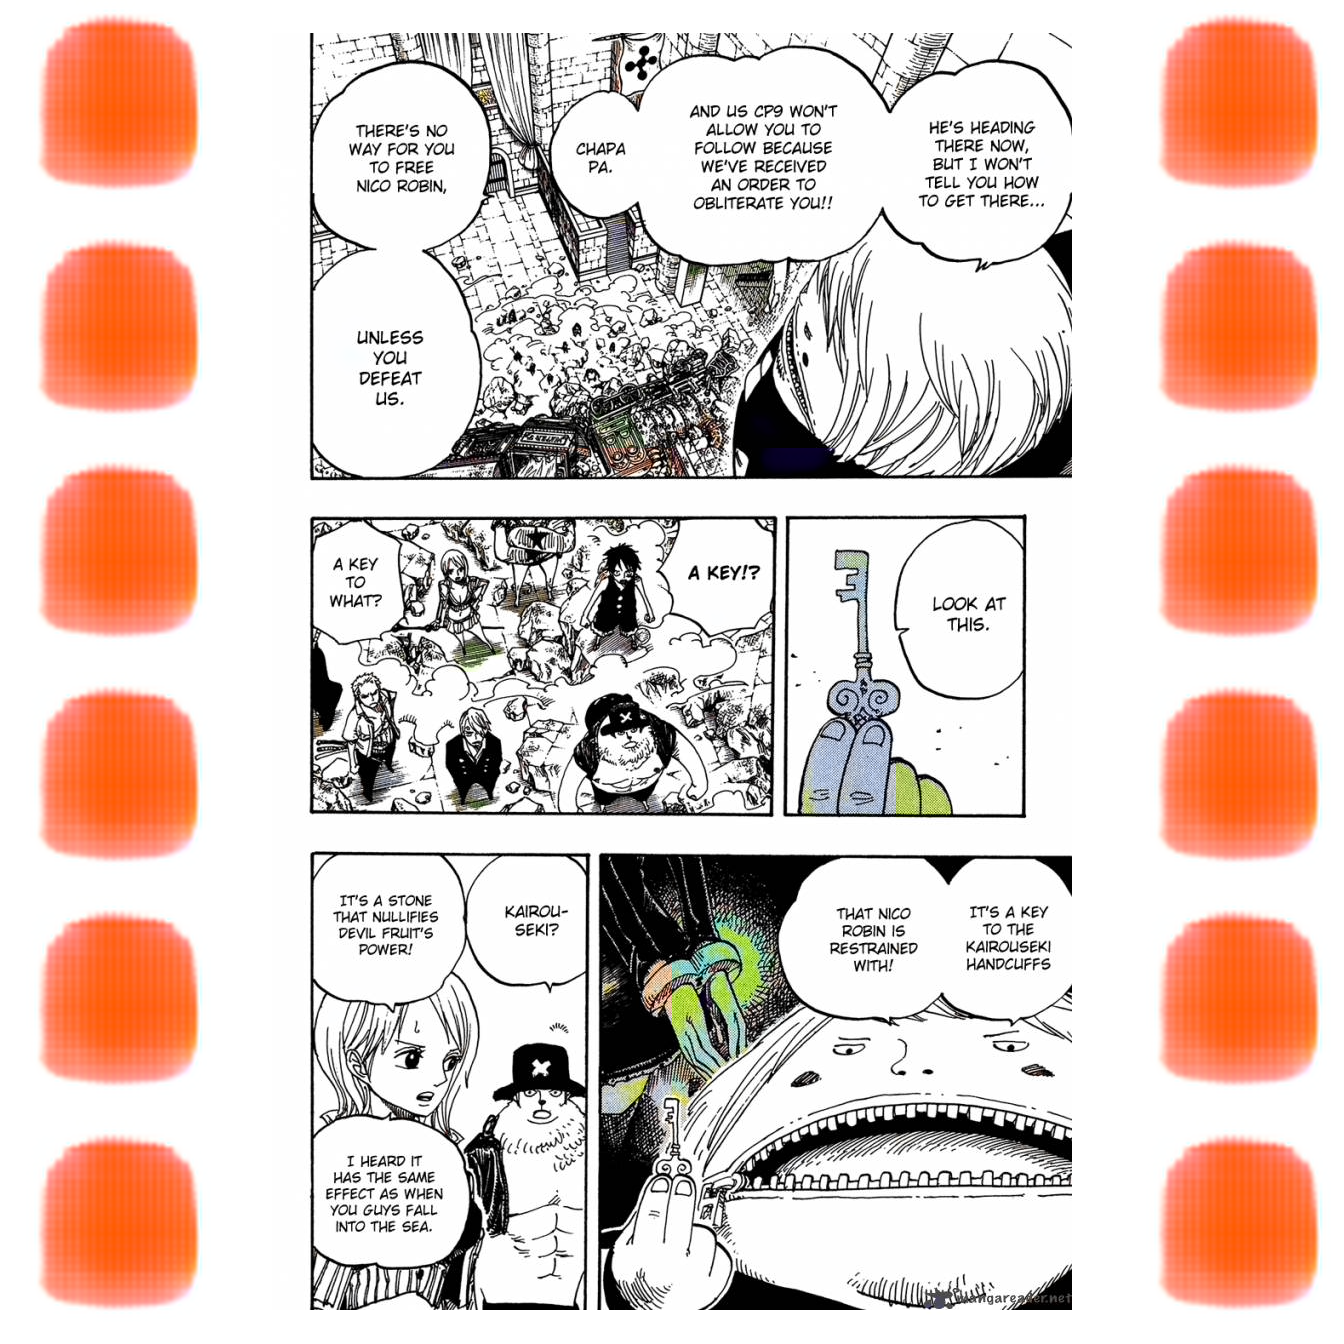 HE'S HEADING
THERE NOW,
BUT I WON'T
TELL YOU HOW
TO GET THERE...
AND US CP9 WON'T
ALLOW YOU TO
FOLLOW BECAUSE
WE'VE RECEIVED
AN ORDER TO
OBLITERATE YOU!!
CHAPA
PA.
THERE'S NO
WAY FOR YOU
TO FREE
NICO ROBIN,
UNLESS
YOU
DEFEAT
US.
LOOK AT
THIS.
A KEY!?
A KEY
TO
WHAT?
IT'S A KEY
TO THE
KAIROUSEKI
HANDCUFFS
THAT NICO
ROBIN IS
RESTRAINED
WITH!
KAIROU-
SEKI?
IT'S A STONE
THAT NULLIFIES
DEVIL FRUIT'S
POWER!
I HEARD IT
HAS THE SAME
EFFECT AS WHEN
YOU GUYS FALL
INTO THE SEA.
mangareader.net